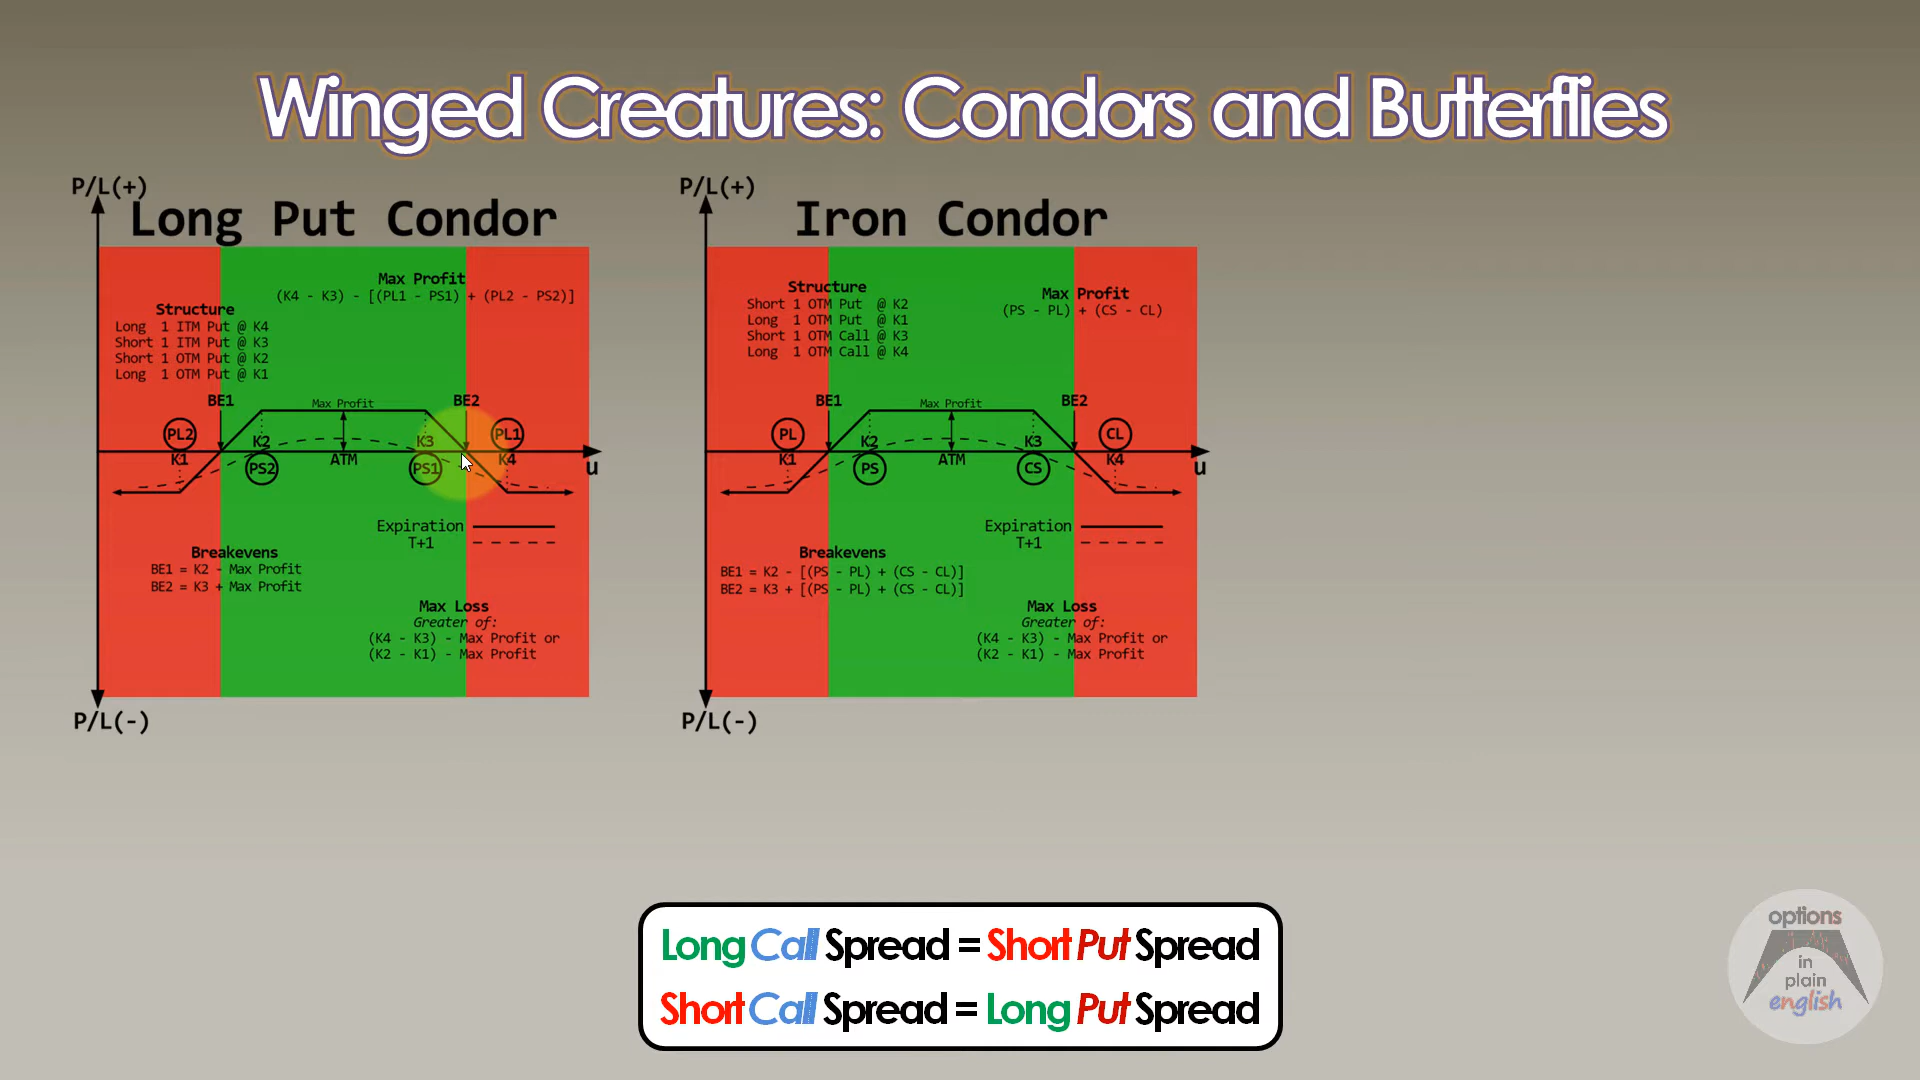 Winged Creatures: Condors and Butterflies
P/L(+)
Long Put Condor
Max Profit
(K4 - K3) - [(PL1 - PS1) + (PL2 - PS2)]
Structure
Long 1 ITM Put @ K4
Short 1 ITM Put @ K3
Short 1 OTM Put @ K2
Long 1 OTM Put @ K1
BE1
Max Profit
BE2
PL2
K2
K3
PL1
K1
PS2
ATM
PS1
K4
u
Expiration
T+1
Breakevens
BE1 = K2 - Max Profit
BE2 = K3 + Max Profit
Max Loss
Greater of:
(K4 - K3) - Max Profit or
(K2 - K1) - Max Profit
P/L(-)
P/L(+)
Iron Condor
Structure
Short 1 OTM Put @ K2
Long 1 OTM Put @ K1
Short 1 OTM Call @ K3
Long 1 OTM Call @ K4
Max Profit
(PS - PL) + (CS - CL)
BE1
Max Profit
BE2
PL
K2
K3
CL
K1
PS
ATM
CS
K4
u
Expiration
T+1
Breakevens
BE1 = K2 - [(PS - PL) + (CS - CL)]
BE2 = K3 + [(PS - PL) + (CS - CL)]
Max Loss
Greater of:
(K4 - K3) - Max Profit or
(K2 - K1) - Max Profit
P/L(-)
Long Call Spread = Short Put Spread
Short Call Spread = Long Put Spread
options
in
plain
english